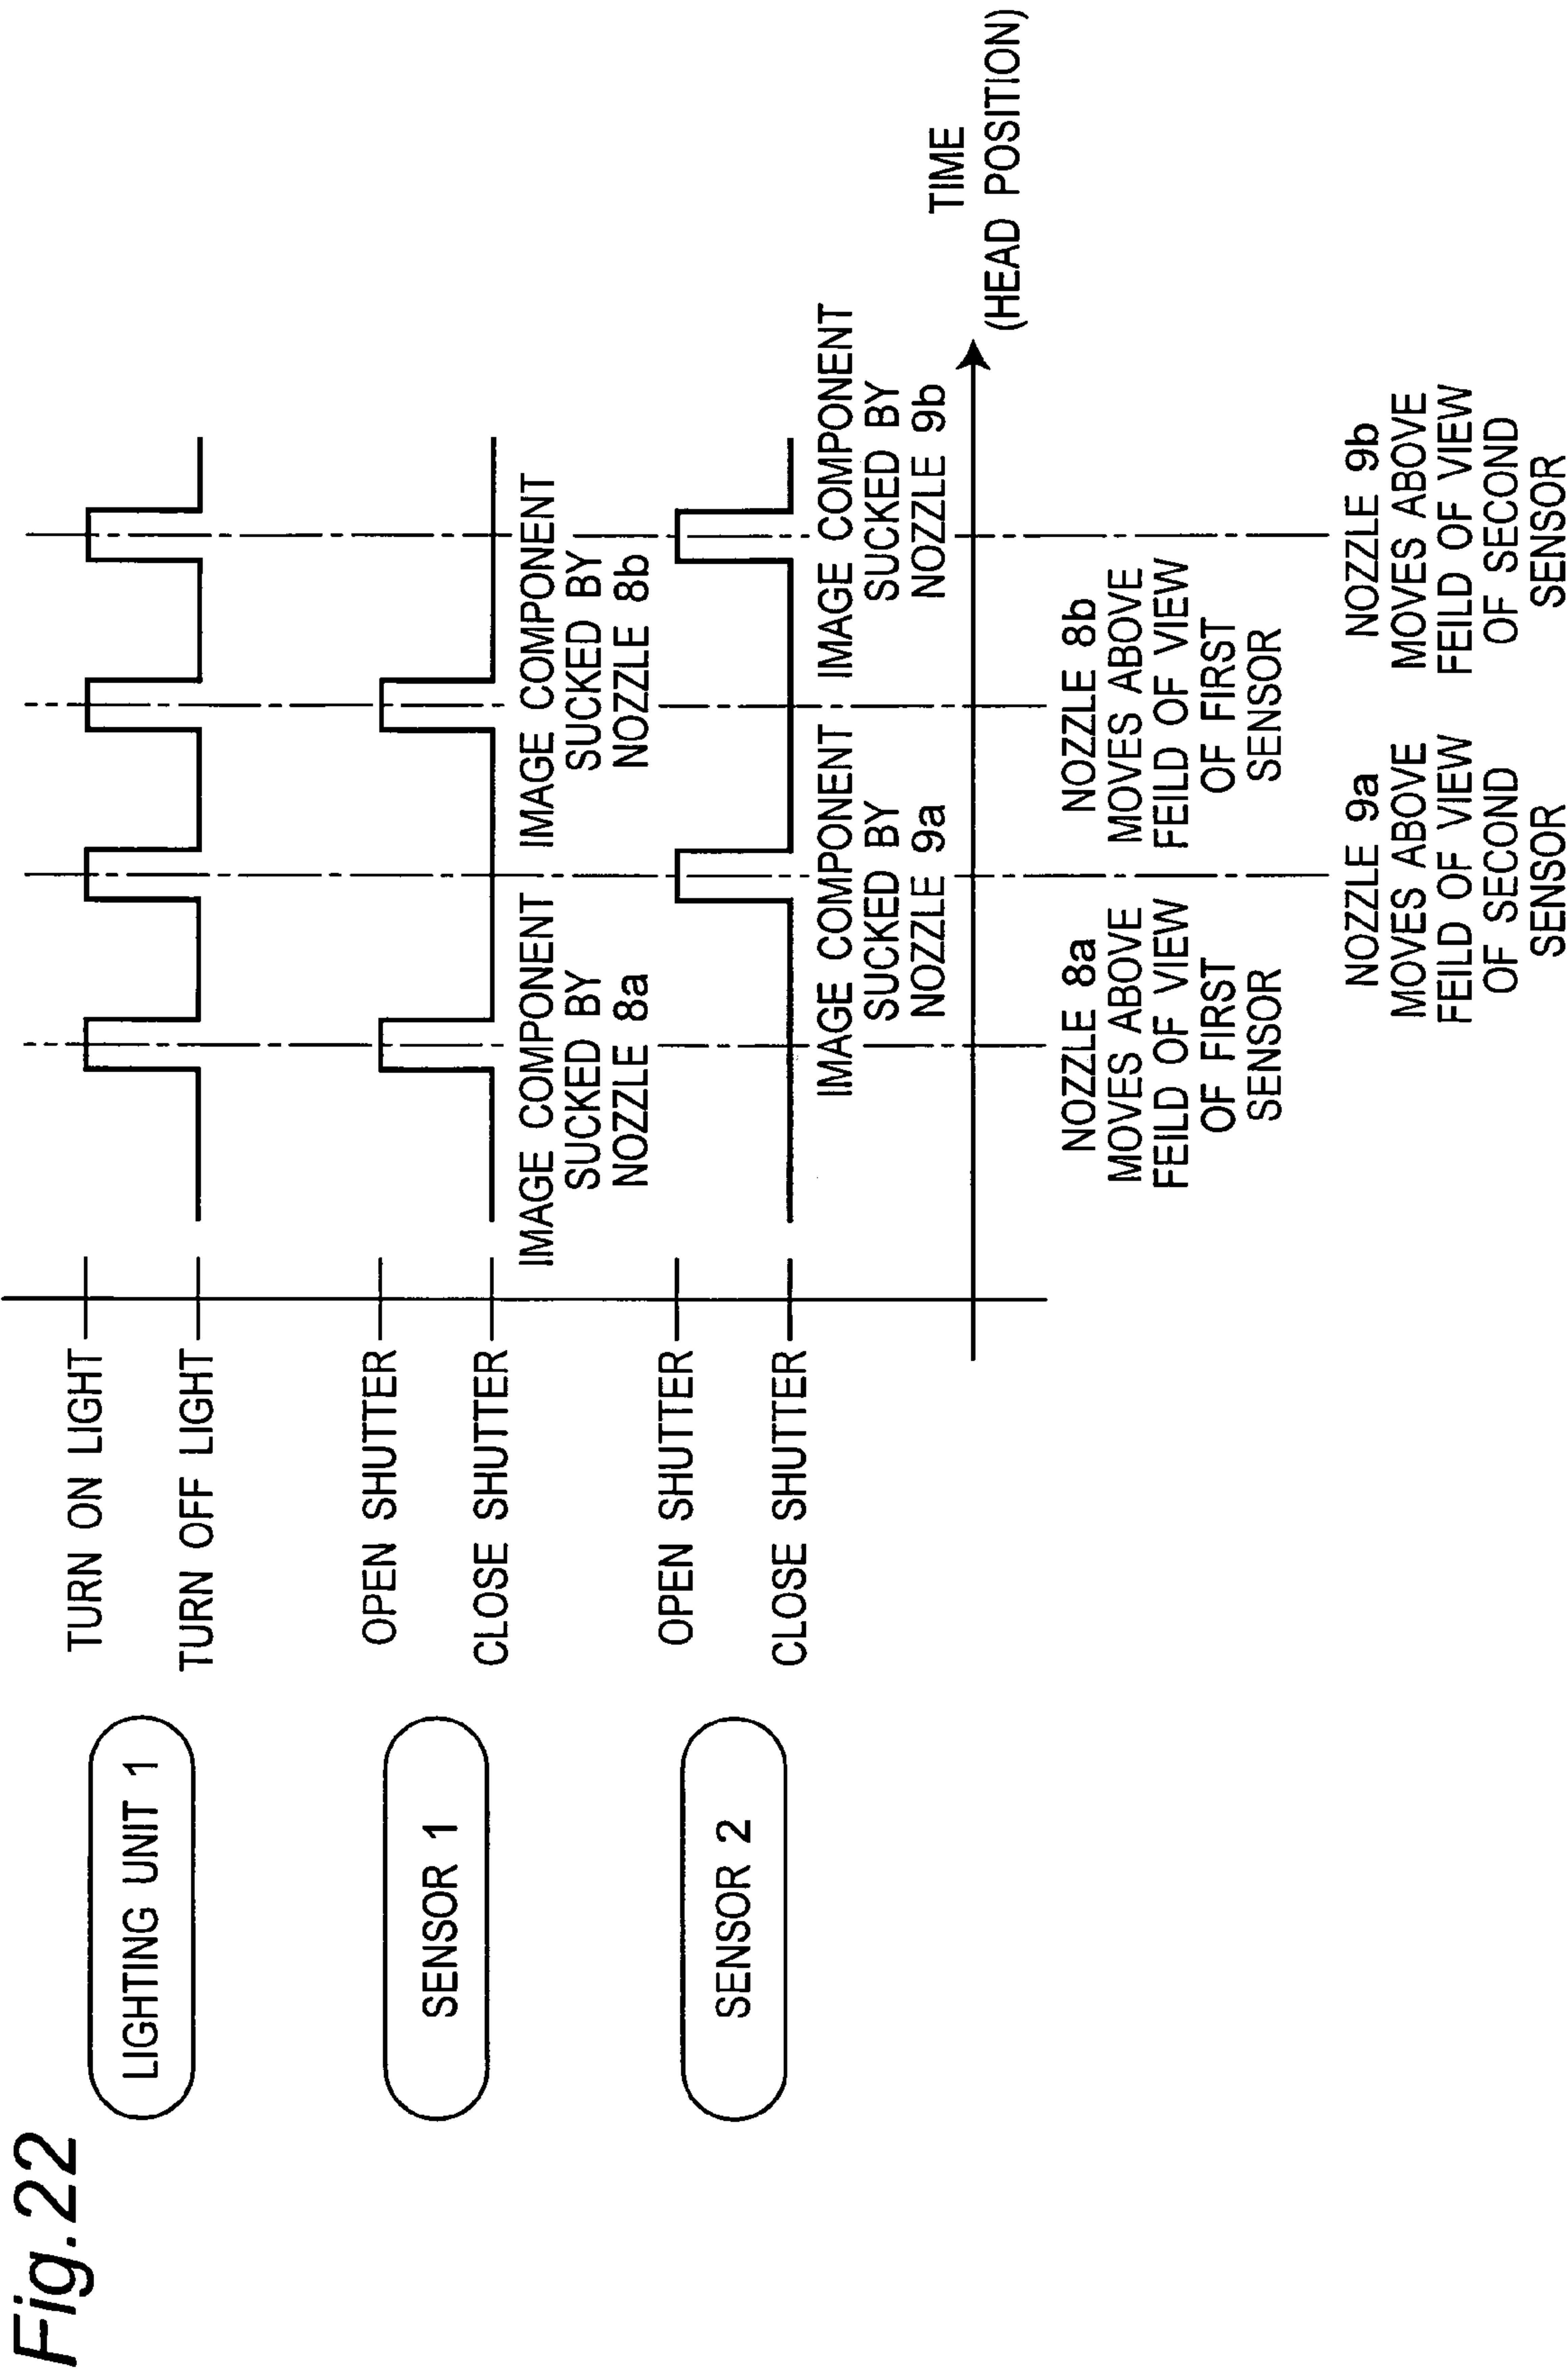 Fig.22
LIGHTING UNIT 1
TURN ON LIGHT
TURN OFF LIGHT
SENSOR 1
OPEN SHUTTER
CLOSE SHUTTER
IMAGE COMPONENT
SUCKED BY
NOZZLE 8a
IMAGE COMPONENT
SUCKED BY
NOZZLE 8b
SENSOR 2
OPEN SHUTTER
CLOSE SHUTTER
IMAGE COMPONENT
SUCKED BY
NOZZLE 9a
IMAGE COMPONENT
SUCKED BY
NOZZLE 9b
TIME
(HEAD POSITION)
NOZZLE 8a
MOVES ABOVE
FEILD OF VIEW
OF FIRST
SENSOR
NOZZLE 8b
MOVES ABOVE
FEILD OF VIEW
OF FIRST
SENSOR
NOZZLE 9a
MOVES ABOVE
FEILD OF VIEW
OF SECOND
SENSOR
NOZZLE 9b
MOVES ABOVE
FEILD OF VIEW
OF SECOND
SENSOR